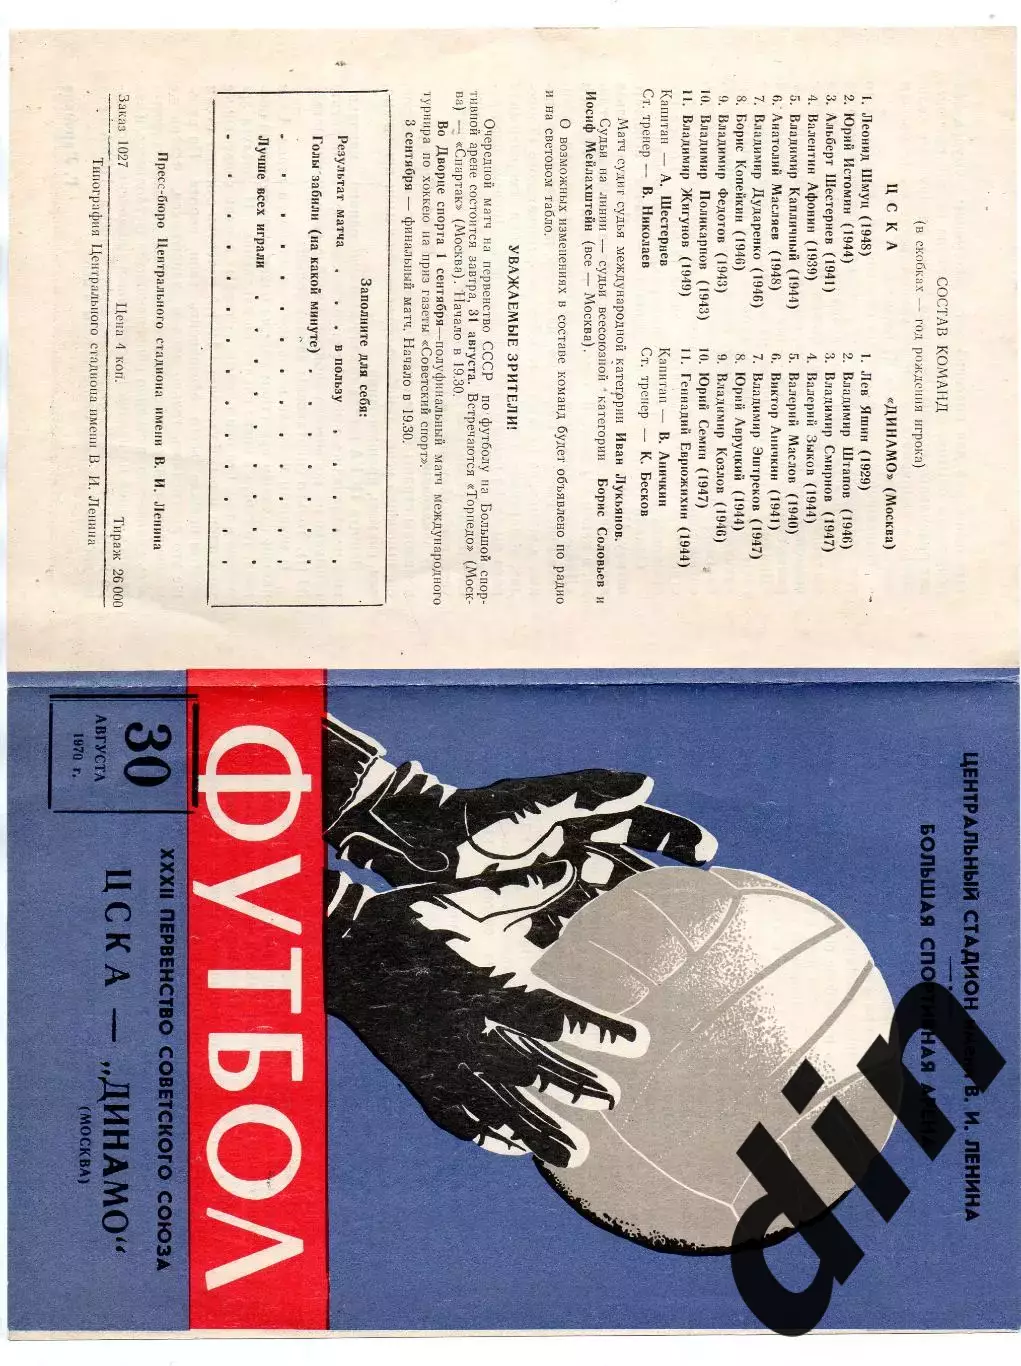 СОСТАВ КОМАНД
(в скобках — год рождения игрока)
ЦСКА
1. Леонид Шмуц (1948)
2. Юрий Истомин (1944)
3. Альберт Шестернев (1941)
4. Валентин Афонин (1939)
5. Владимир Капличный (1944)
6. Анатолий Масляев (1948)
7. Владимир Дударенко (1946)
8. Борис Копейкин (1946)
9. Владимир Федотов (1943)
10. Владимир Поликарпов (1943)
11. Владимир Жигунов (1949)
Капитан — А. Шестернев
Ст. тренер — В. Николаев
«ДИНАМО» (Москва)
1. Лев Яшин (1929)
2. Владимир Штапов (1946)
3. Владимир Смирнов (1947)
4. Валерий Зыков (1944)
5. Валерий Маслов (1940)
6. Виктор Аничкин (1941)
7. Владимир Эштреков (1947)
8. Юрий Авруцкий (1944)
9. Владимир Козлов (1946)
10. Юрий Семин (1947)
11. Геннадий Еврюжихин (1944)
Капитан — В. Аничкин
Ст. тренер — К. Бесков
Матч судит судья международной категории Иван Лукьянов.
Судьи на линии — судьи всесоюзной категории Борис Соловьев и
Иосиф Мейлахштейн (все — Москва).
О возможных изменениях в составе команд будет объявлено по радио
и на световом табло.
УВАЖАЕМЫЕ ЗРИТЕЛИ!
Очередной матч на первенство СССР по футболу на Большой спор-
тивной арене состоится завтра, 31 августа. Встречаются «Торпедо» (Моск-
ва) — «Спартак» (Москва). Начало в 19.30.
Во Дворце спорта 1 сентября—полуфинальный матч международного
турнира по хоккею на приз газеты «Советский спорт».
3 сентября — финальный матч. Начало в 19.30.
Заполните для себя:
Результат матча . . в пользу . . . .
Голы забили (на какой минуте) . . . . .
Лучше всех играли . . . . . . .
Пресс-бюро Центрального стадиона имени В. И. Ленина
Заказ 1027 Цена 4 коп. Тираж 26 000
Типография Центрального стадиона имени В. И. Ленина
ЦЕНТРАЛЬНЫЙ СТАДИОН ИМЕНИ В. И. ЛЕНИНА
БОЛЬШАЯ СПОРТИВНАЯ АРЕНА
ФУТБОЛ
30
АВГУСТА
1970 г.
XXXII ПЕРВЕНСТВО СОВЕТСКОГО СОЮЗА
ЦСКА — „ДИНАМО“
(МОСКВА)
din